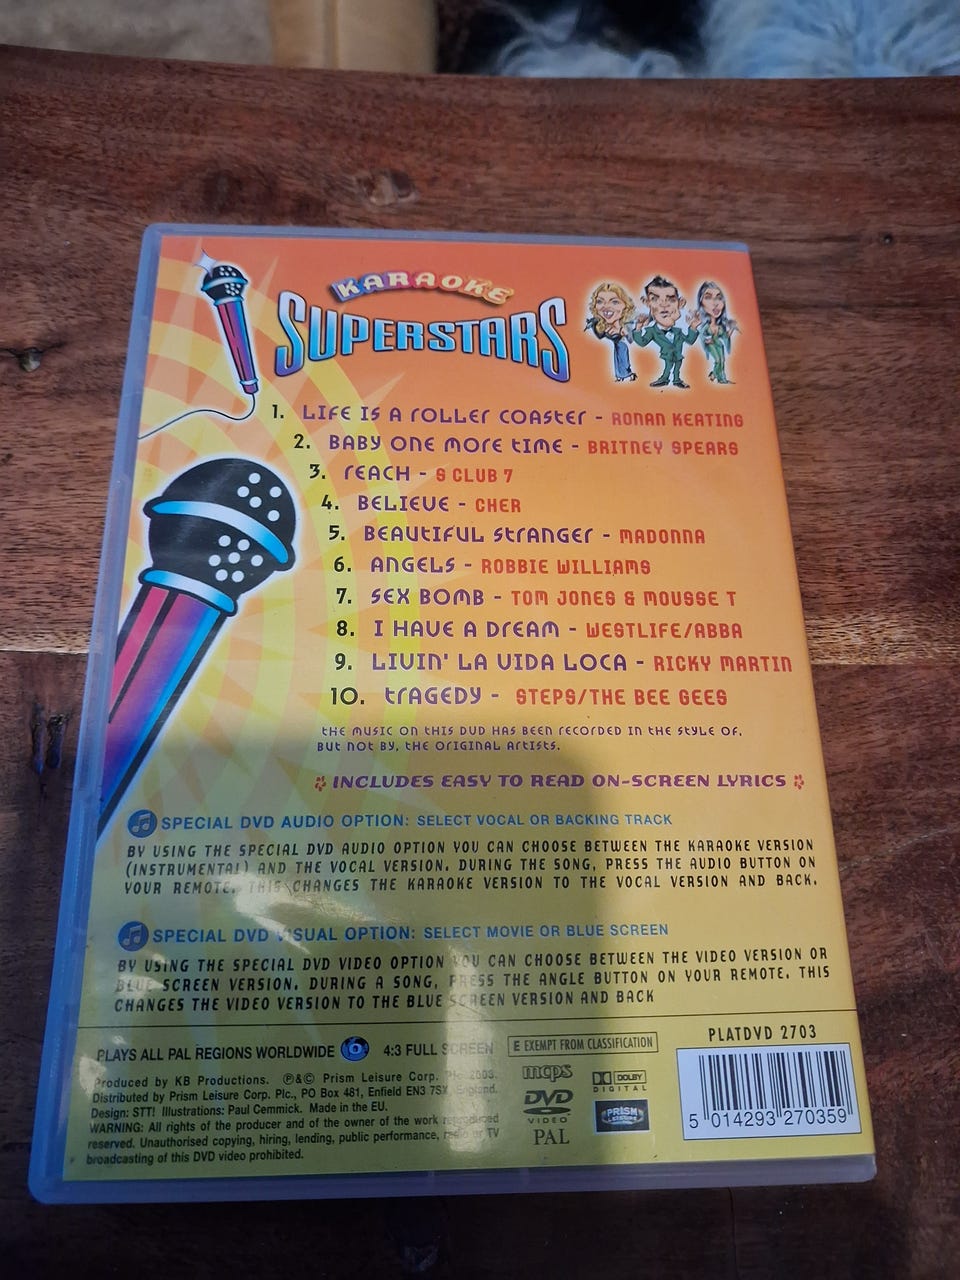 KARAOKE
SUPERSTARS
1. LIFE IS A ROLLER COASTER - RONAN KEATING
2. BABY ONE MORE TIME - BRITNEY SPEARS
3. REACH - S CLUB 7
4. BELIEVE - CHER
5. BEAUTIFUL STRANGER - MADONNA
6. ANGELS - ROBBIE WILLIAMS
7. SEX BOMB - TOM JONES & MOUSSE T
8. I HAVE A DREAM - WESTLIFE/ABBA
9. LIVIN' LA VIDA LOCA - RICKY MARTIN
10. TRAGEDY - STEPS/THE BEE GEES
THE MUSIC ON THIS DVD HAS BEEN RECORDED IN THE STYLE OF,
BUT NOT BY, THE ORIGINAL ARTISTS.
INCLUDES EASY TO READ ON-SCREEN LYRICS
SPECIAL DVD AUDIO OPTION: SELECT VOCAL OR BACKING TRACK
BY USING THE SPECIAL DVD AUDIO OPTION YOU CAN CHOOSE BETWEEN THE KARAOKE VERSION
(INSTRUMENTAL) AND THE VOCAL VERSION. DURING THE SONG, PRESS THE AUDIO BUTTON ON
YOUR REMOTE. THIS CHANGES THE KARAOKE VERSION TO THE VOCAL VERSION AND BACK.
SPECIAL DVD VISUAL OPTION: SELECT MOVIE OR BLUE SCREEN
BY USING THE SPECIAL DVD VIDEO OPTION YOU CAN CHOOSE BETWEEN THE VIDEO VERSION OR
BLUE SCREEN VERSION. DURING A SONG, PRESS THE ANGLE BUTTON ON YOUR REMOTE. THIS
CHANGES THE VIDEO VERSION TO THE BLUE SCREEN VERSION AND BACK
PLAYS ALL PAL REGIONS WORLDWIDE 4:3 FULL SCREEN
E EXEMPT FROM CLASSIFICATION
PLATDVD 2703
Produced by KB Productions. ℗&© Prism Leisure Corp. Plc. 2003.
Distributed by Prism Leisure Corp. Plc., PO Box 481, Enfield EN3 7SX England.
Design: STT! Illustrations: Paul Cemmick. Made in the EU.
WARNING: All rights of the producer and of the owner of the work reproduced
reserved. Unauthorised copying, hiring, lending, public performance, radio or TV
broadcasting of this DVD video prohibited.
mcps
DVD
VIDEO
PAL
DOLBY
DIGITAL
PRISM
LEISURE
5 014293 270359